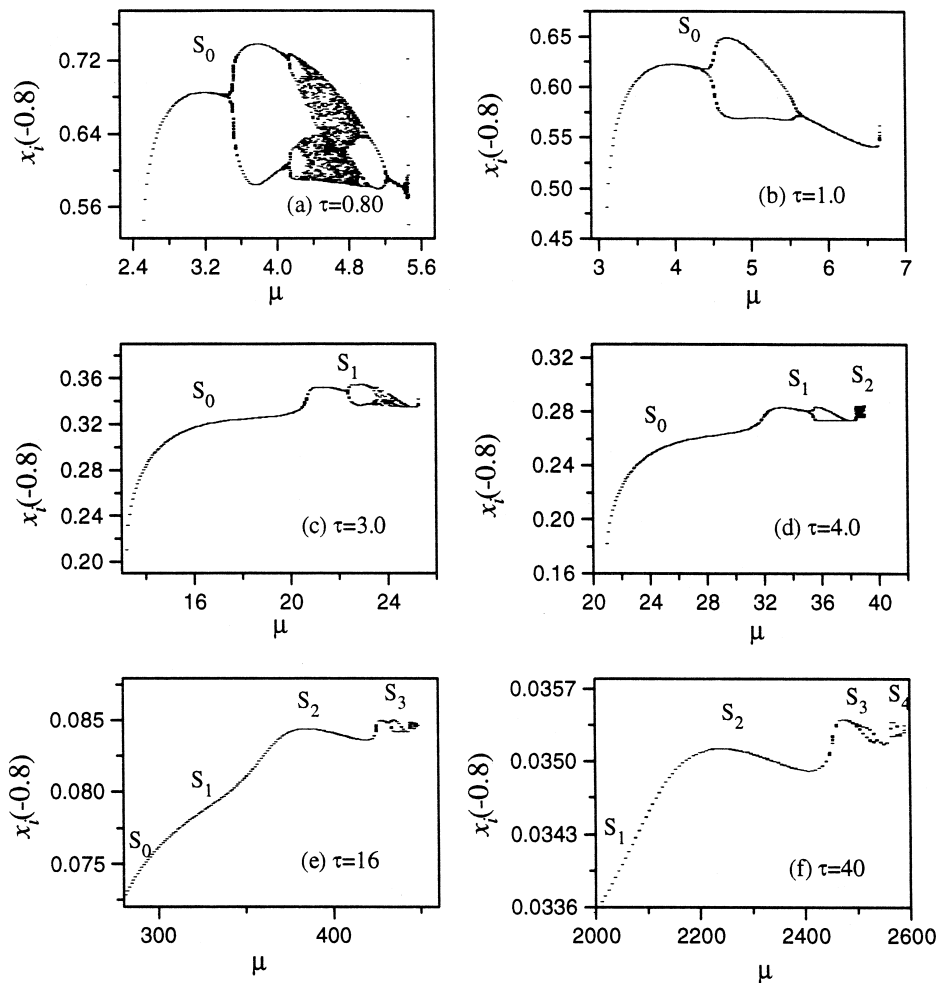 S0
0.72
0.64
0.56
xi(-0.8)
(a) τ=0.80
2.4 3.2 4.0 4.8 5.6
μ
S0
0.65
0.60
0.55
0.50
0.45
xi(-0.8)
(b) τ=1.0
3 4 5 6 7
μ
S0
S1
0.36
0.32
0.28
0.24
0.20
xi(-0.8)
(c) τ=3.0
16 20 24
μ
S0
S1
S2
0.32
0.28
0.24
0.20
0.16
xi(-0.8)
(d) τ=4.0
20 24 28 32 36 40
μ
S0
S1
S2
S3
0.085
0.080
0.075
xi(-0.8)
(e) τ=16
300 400
μ
S1
S2
S3
S4
0.0357
0.0350
0.0343
0.0336
xi(-0.8)
(f) τ=40
2000 2200 2400 2600
μ